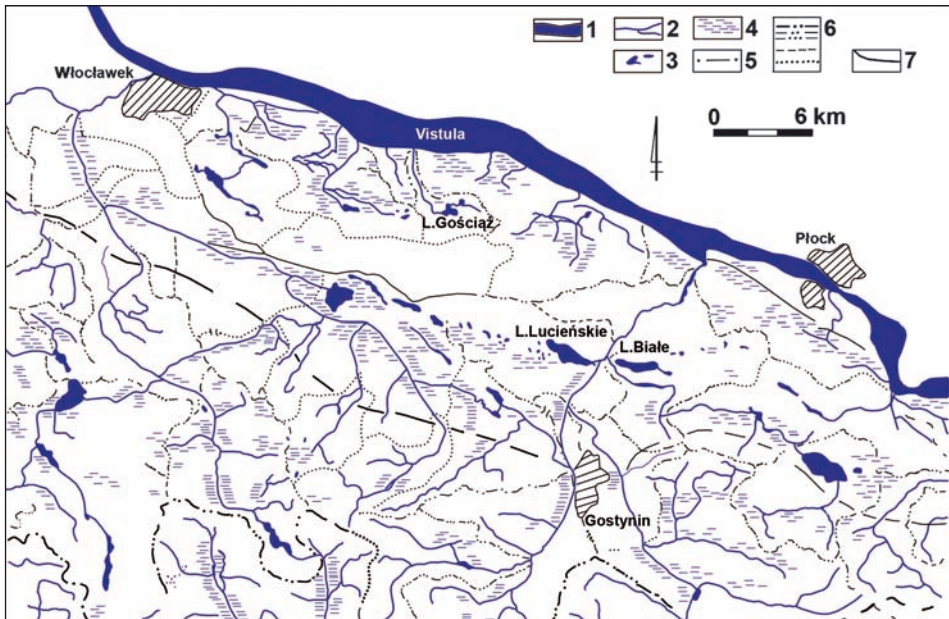 1 2 4 6
3 5 7
0 6 km
Włocławek
Vistula
L.Gościąż
Płock
L.Lucieńskie
L.Białe
Gostynin